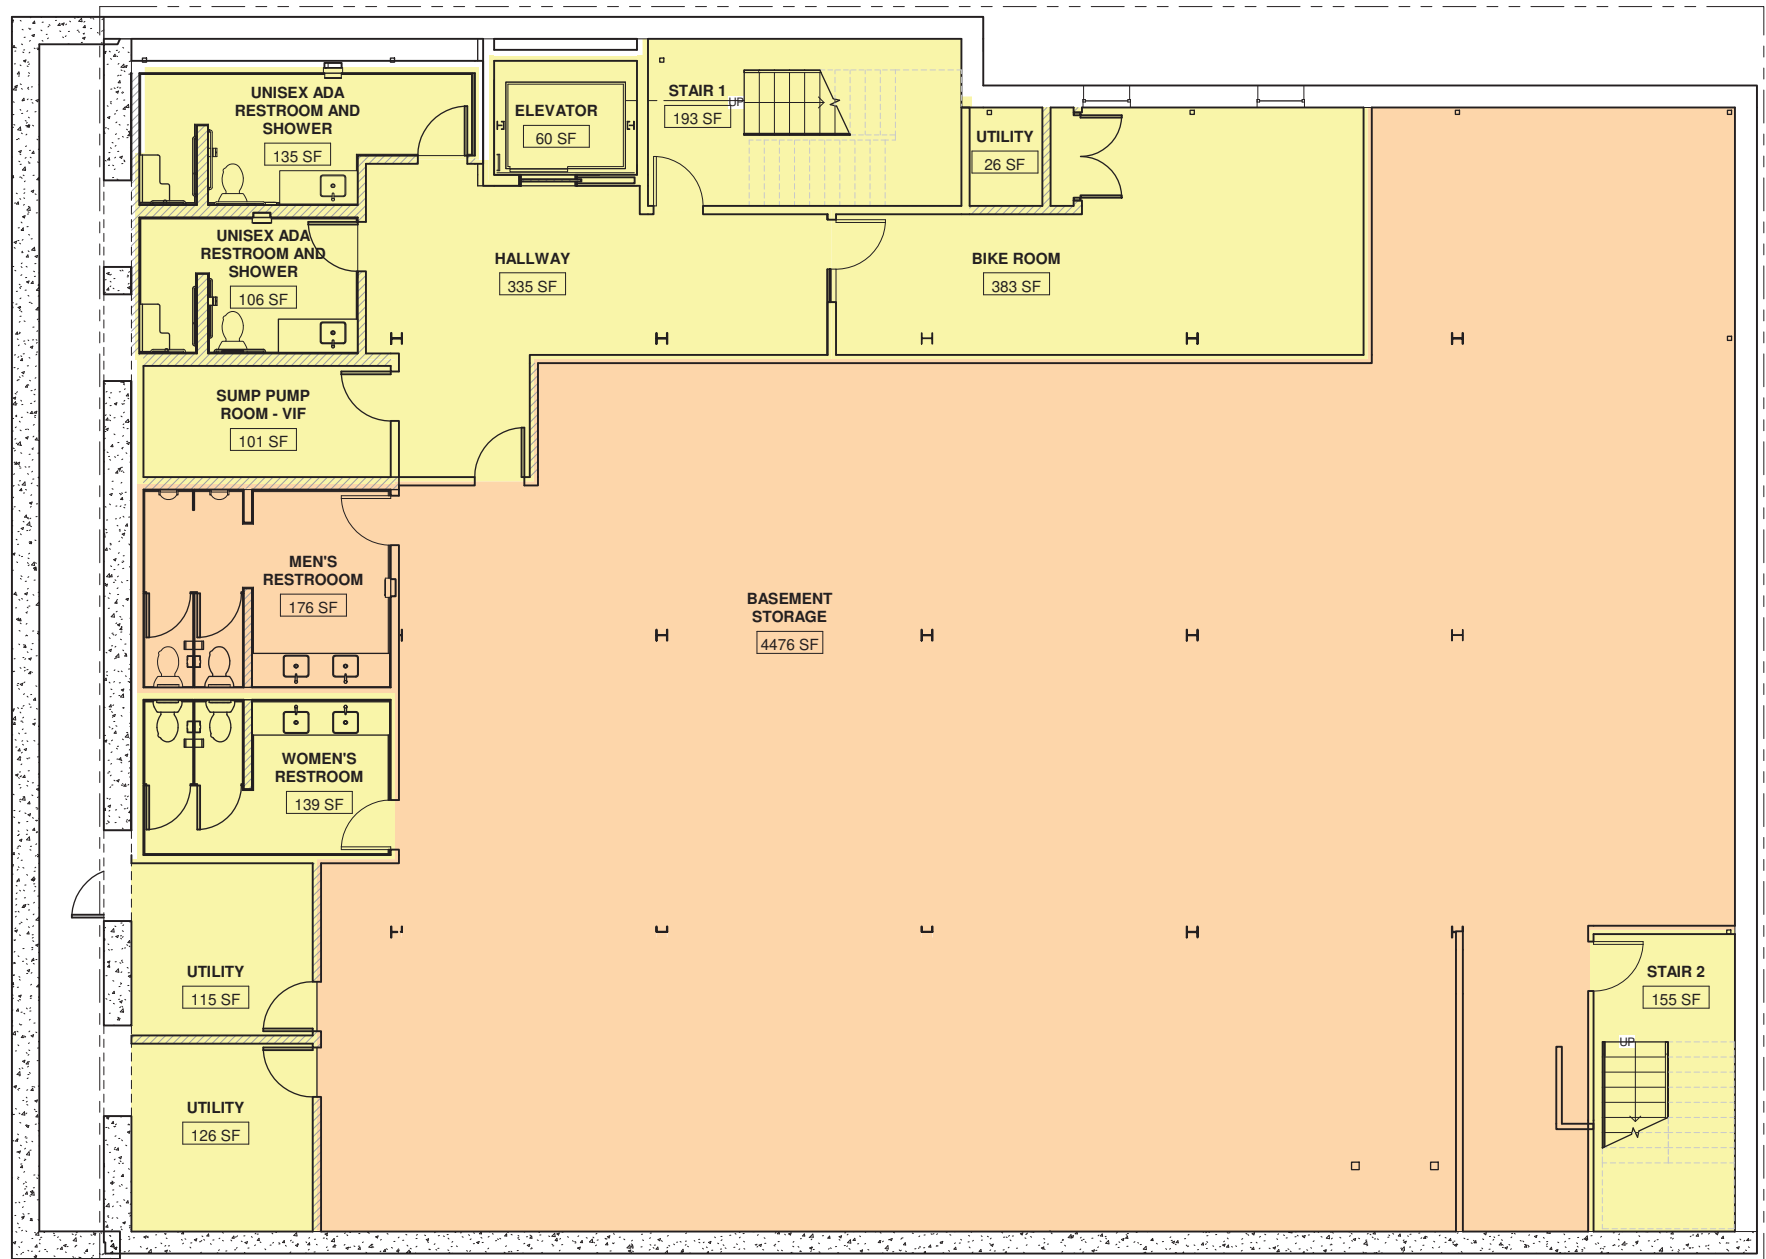 UNISEX ADA
RESTROOM AND
SHOWER
135 SF
ELEVATOR
60 SF
STAIR 1
193 SF
UP
UTILITY
26 SF
UNISEX ADA
RESTROOM AND
SHOWER
106 SF
HALLWAY
335 SF
BIKE ROOM
383 SF
SUMP PUMP
ROOM - VIF
101 SF
MEN'S
RESTROOOM
176 SF
BASEMENT
STORAGE
4476 SF
WOMEN'S
RESTROOM
139 SF
UTILITY
115 SF
STAIR 2
155 SF
UP
UTILITY
126 SF